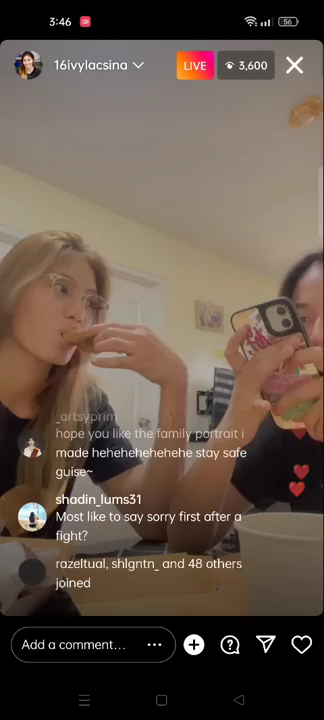 3:46
56
16ivylacsina
LIVE
3,600
_artsyprim
hope you like the family portrait i
made hehehehehehehe stay safe
guise~
shadin_lums31
Most like to say sorry first after a
fight?
razeltual, shlgntn_ and 48 others
joined
Add a comment...